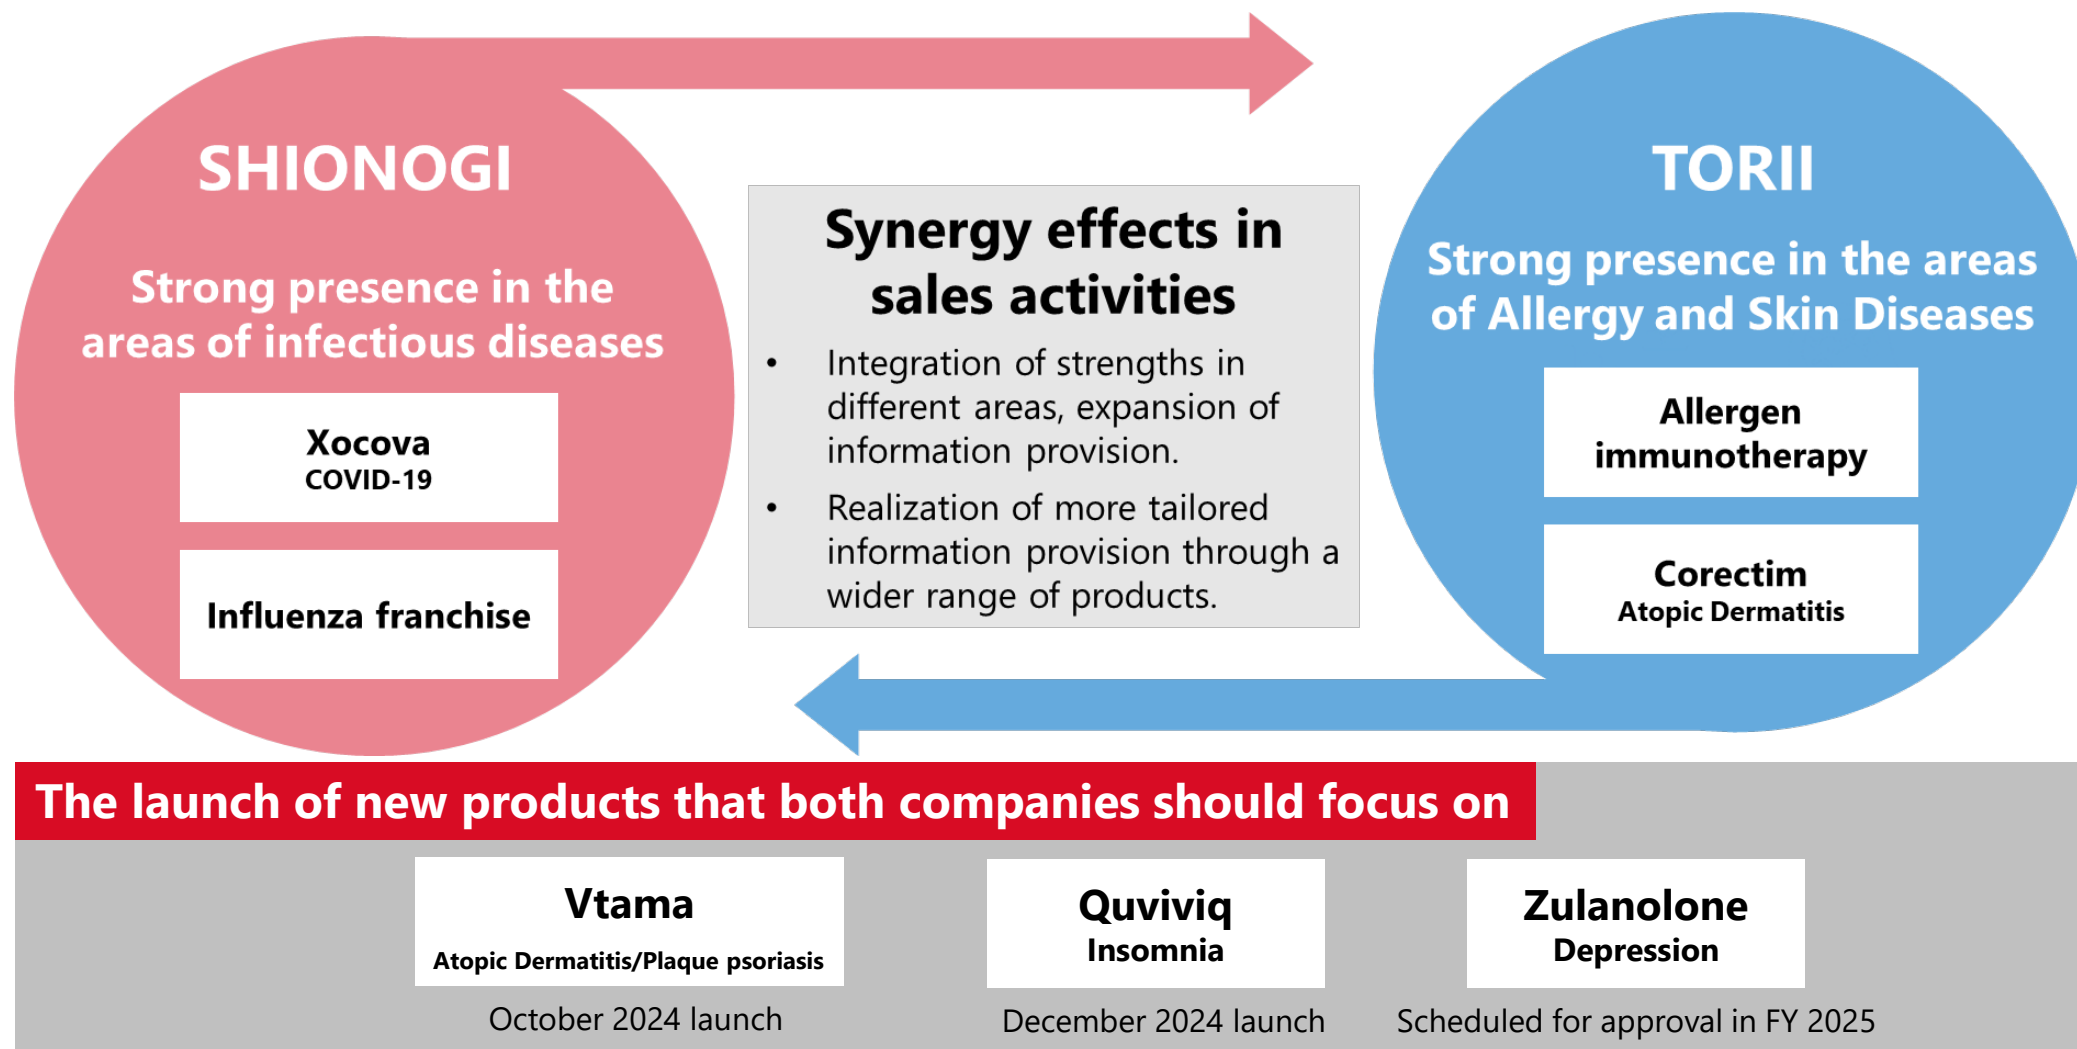 SHIONOGI
Strong presence in the
areas of infectious diseases
Xocova
COVID-19
Influenza franchise
Synergy effects in
sales activities
• Integration of strengths in
different areas, expansion of
information provision.
• Realization of more tailored
information provision through a
wider range of products.
TORII
Strong presence in the areas
of Allergy and Skin Diseases
Allergen
immunotherapy
Corectim
Atopic Dermatitis
The launch of new products that both companies should focus on
Vtama
Atopic Dermatitis/Plaque psoriasis
October 2024 launch
Quviviq
Insomnia
December 2024 launch
Zulanolone
Depression
Scheduled for approval in FY 2025